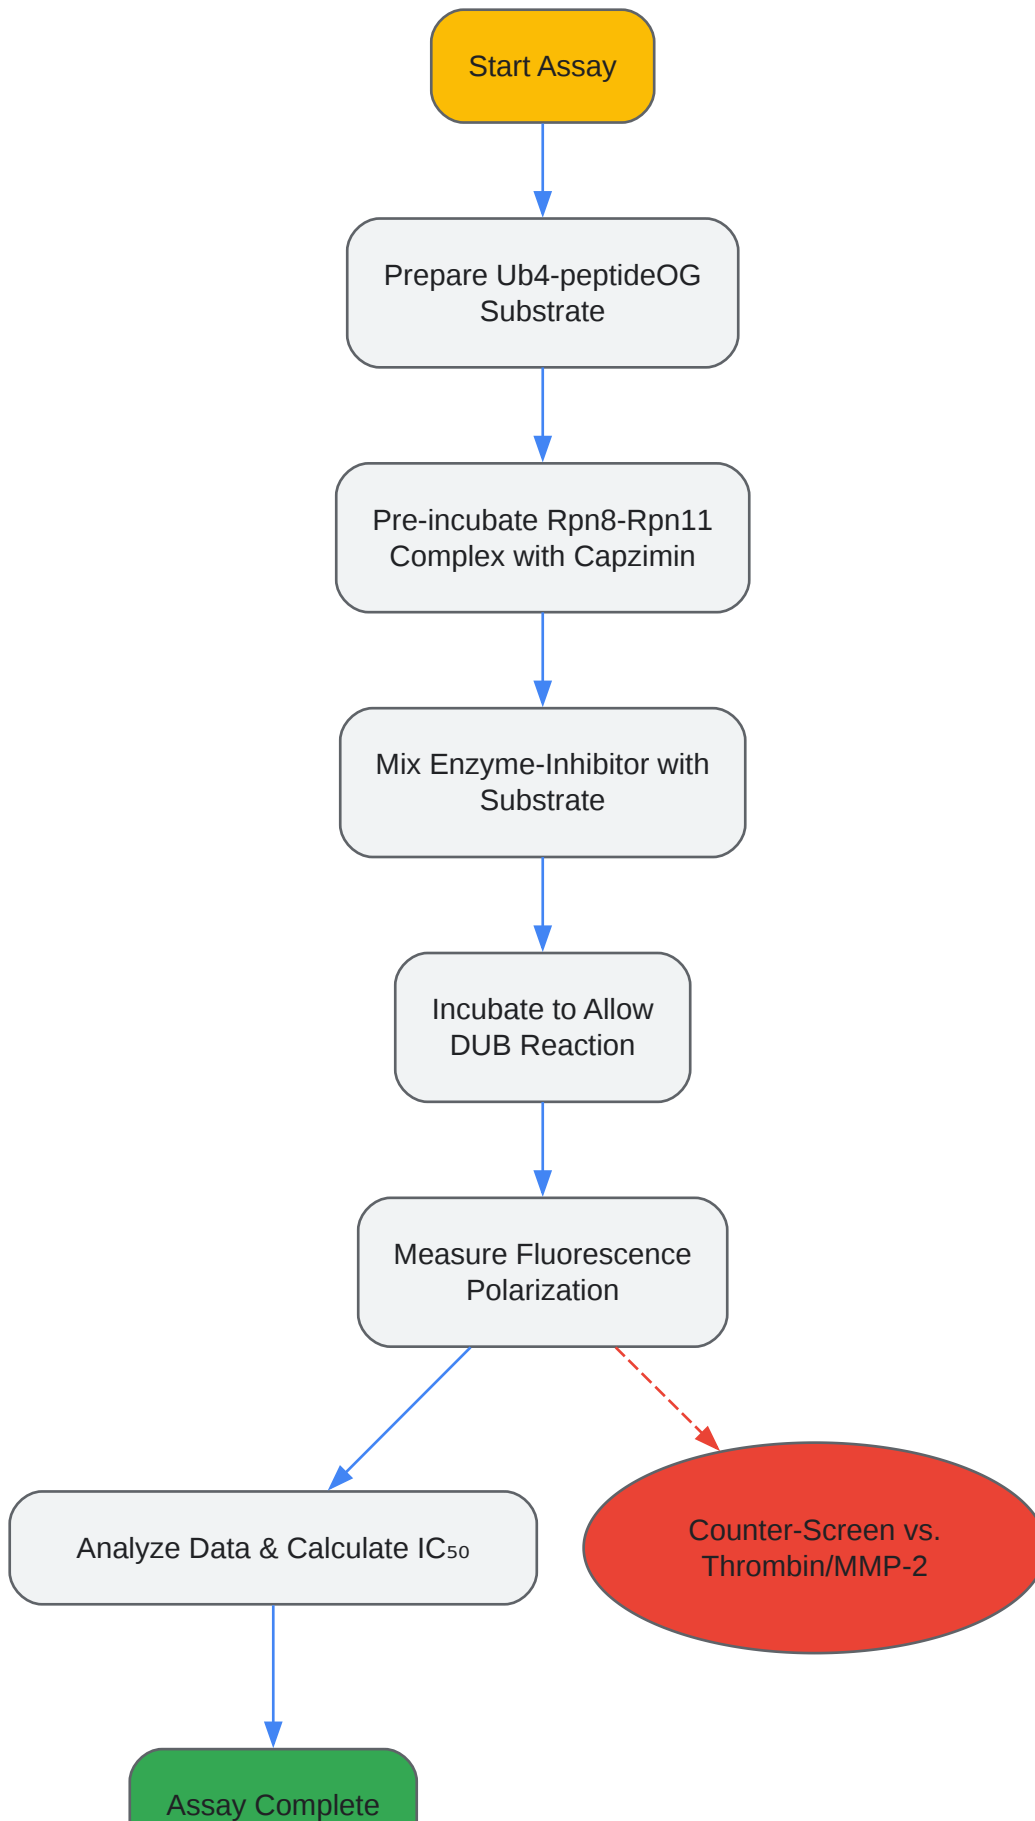 Start Assay
Prepare Ub4-peptideOG
Substrate
Pre-incubate Rpn8-Rpn11
Complex with Capzimin
Mix Enzyme-Inhibitor with
Substrate
Incubate to Allow
DUB Reaction
Measure Fluorescence
Polarization
Analyze Data & Calculate IC₅₀
Counter-Screen vs.
Thrombin/MMP-2
Assay Complete